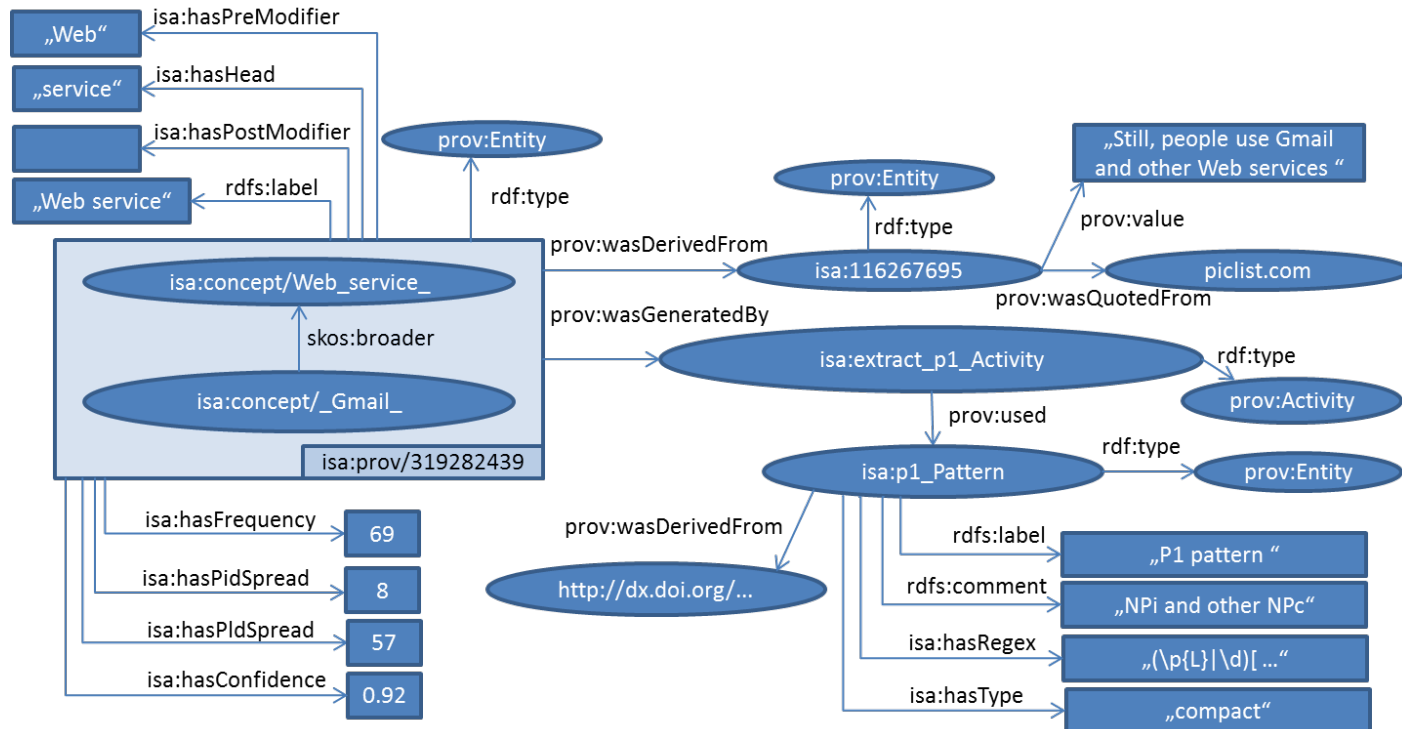 „Web“
isa:hasPreModifier
„service“
isa:hasHead
isa:hasPostModifier
„Web service“
rdfs:label
prov:Entity
rdf:type
prov:Entity
rdf:type
„Still, people use Gmail
and other Web services “
prov:value
prov:wasDerivedFrom
isa:116267695
piclist.com
prov:wasQuotedFrom
isa:concept/Web_service_
skos:broader
isa:concept/_Gmail_
isa:prov/319282439
prov:wasGeneratedBy
isa:extract_p1_Activity
rdf:type
prov:Activity
prov:used
isa:p1_Pattern
rdf:type
prov:Entity
isa:hasFrequency
69
isa:hasPidSpread
8
isa:hasPldSpread
57
isa:hasConfidence
0.92
prov:wasDerivedFrom
http://dx.doi.org/...
rdfs:label
„P1 pattern “
rdfs:comment
„NPi and other NPc“
isa:hasRegex
„(\p{L}|\d)[ ...“
isa:hasType
„compact“